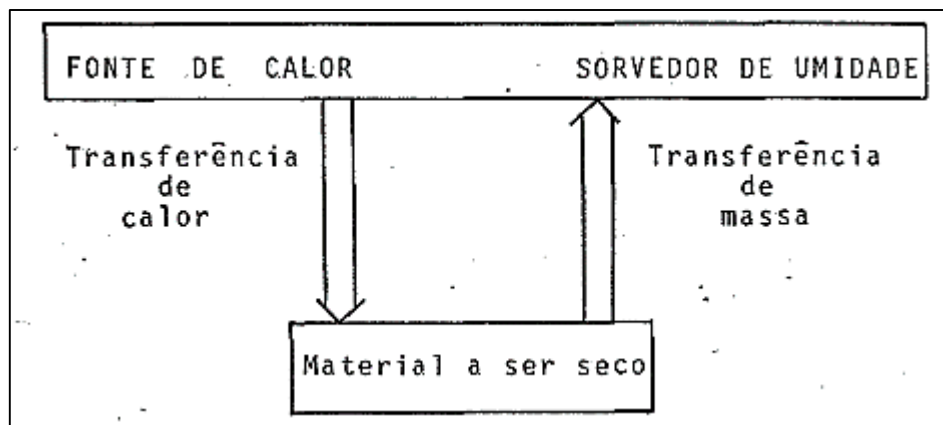 FONTE DE CALOR SORVEDOR DE UMIDADE
Transferência
de
calor
Transferência
de
massa
Material a ser seco